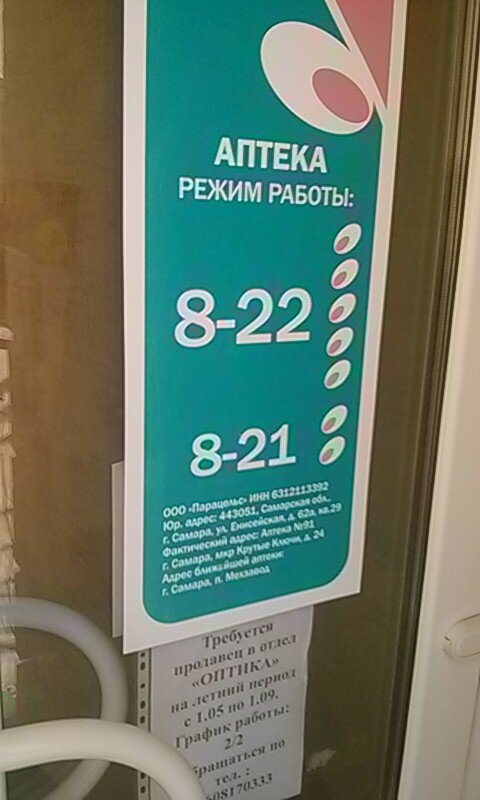 АПТЕКА
РЕЖИМ РАБОТЫ:
8-22
8-21
ООО «Парацельс» ИНН 6312113392
Юр. адрес: 443051, Самарская обл.,
г. Самара, ул. Енисейская, д. 62а, кв.29
Фактический адрес: Аптека №91
г. Самара, мкр Крутые Ключи, д. 24
Адрес ближайшей аптеки:
г. Самара, п. Мехзавод
Требуется
продавец в отдел
«ОПТИКА»
на летний период
с 1.05 по 1.09.
График работы:
2/2
бращаться по
тел. :
608170333